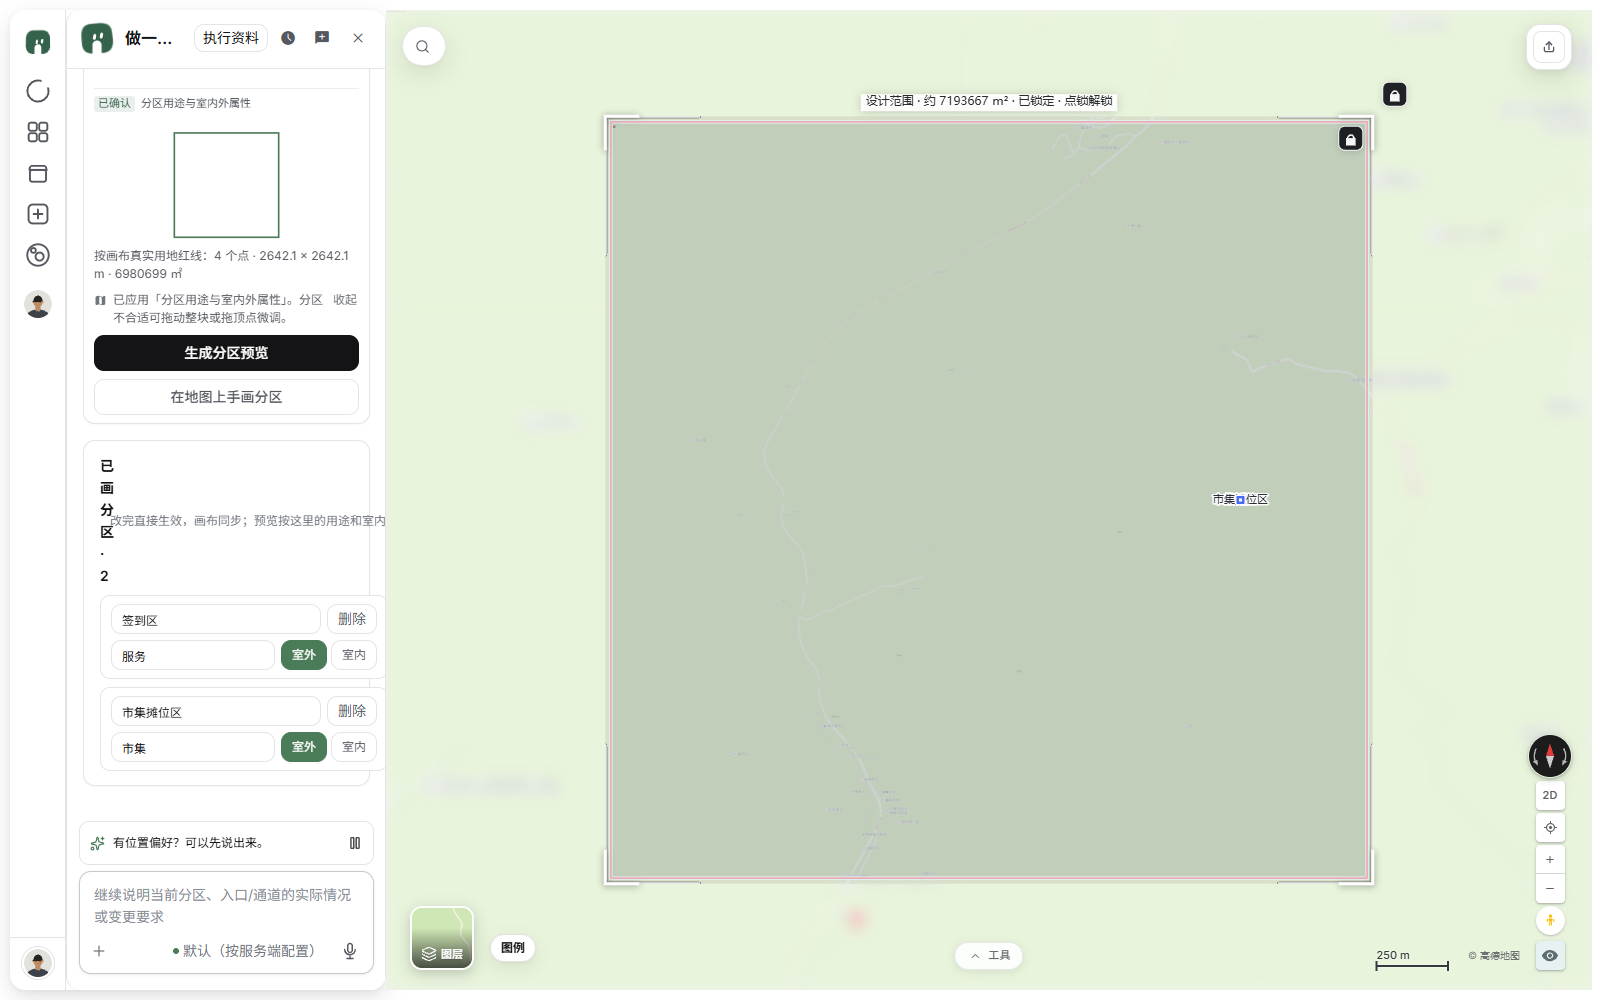 做一...
执行资料
已确认 分区用途与室内外属性
按画布真实用地红线：4 个点 · 2642.1 × 2642.1
m · 6980699 ㎡
已应用「分区用途与室内外属性」。分区 收起
不合适可拖动整块或拖顶点微调。
生成分区预览
在地图上手画分区
已
画
分
区
·
2
改完直接生效，画布同步；预览按这里的用途和室内
签到区 删除
服务 室外 室内
市集摊位区 删除
市集 室外 室内
有位置偏好？可以先说出来。
继续说明当前分区、入口/通道的实际情况
或变更要求
默认（按服务端配置）
设计范围 · 约 7193667 m² · 已锁定 · 点锁解锁
市集 位区
图层
图例
工具
2D
250 m
© 高德地图